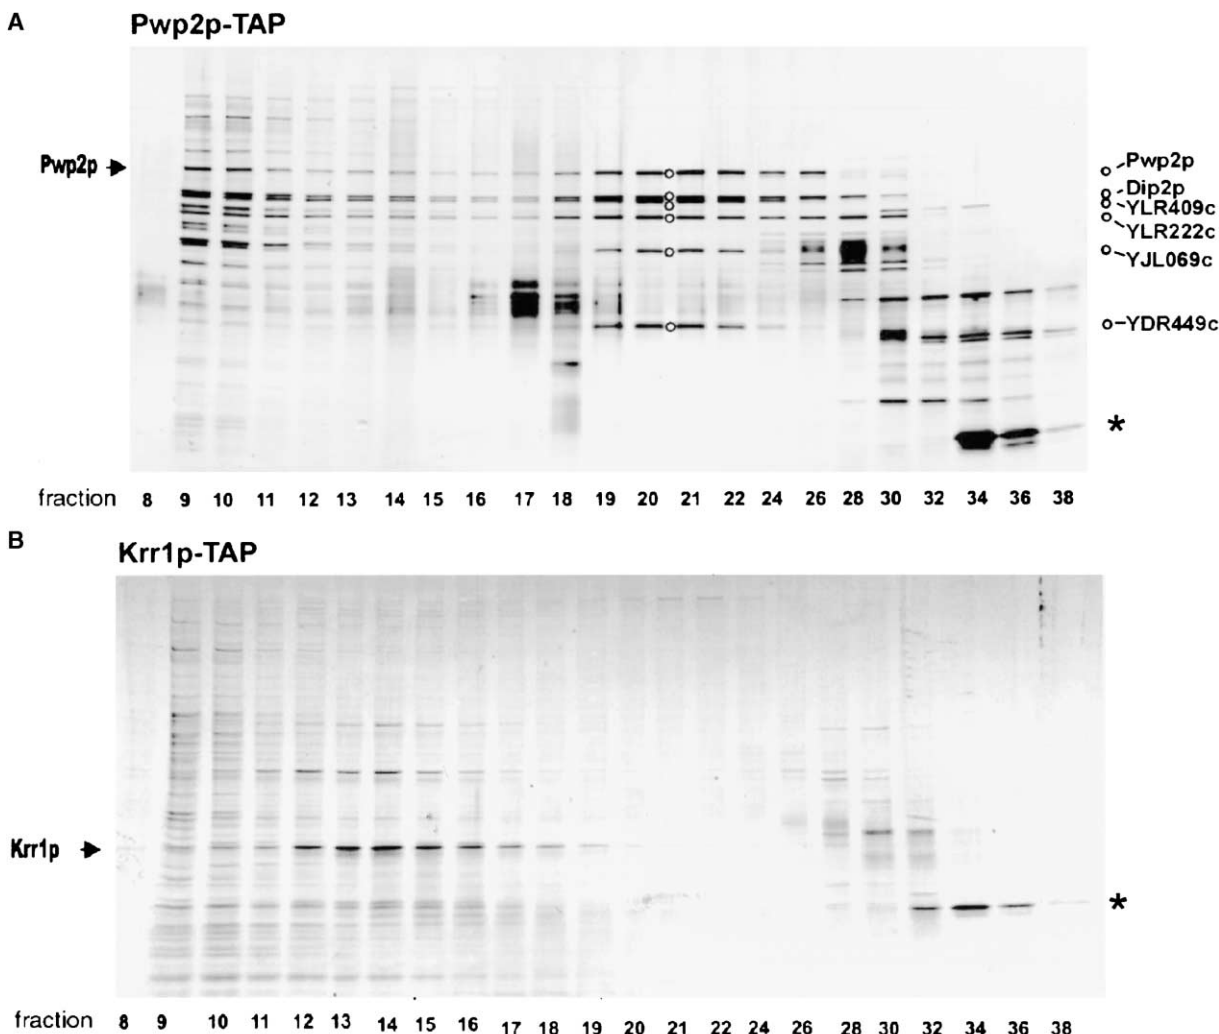 A
Pwp2p-TAP
Pwp2p
Pwp2p
Dip2p
YLR409c
YLR222c
YJL069c
YDR449c
*
fraction 8 9 10 11 12 13 14 15 16 17 18 19 20 21 22 24 26 28 30 32 34 36 38
B
Krr1p-TAP
Krr1p
*
fraction 8 9 10 11 12 13 14 15 16 17 18 19 20 21 22 24 26 28 30 32 34 36 38